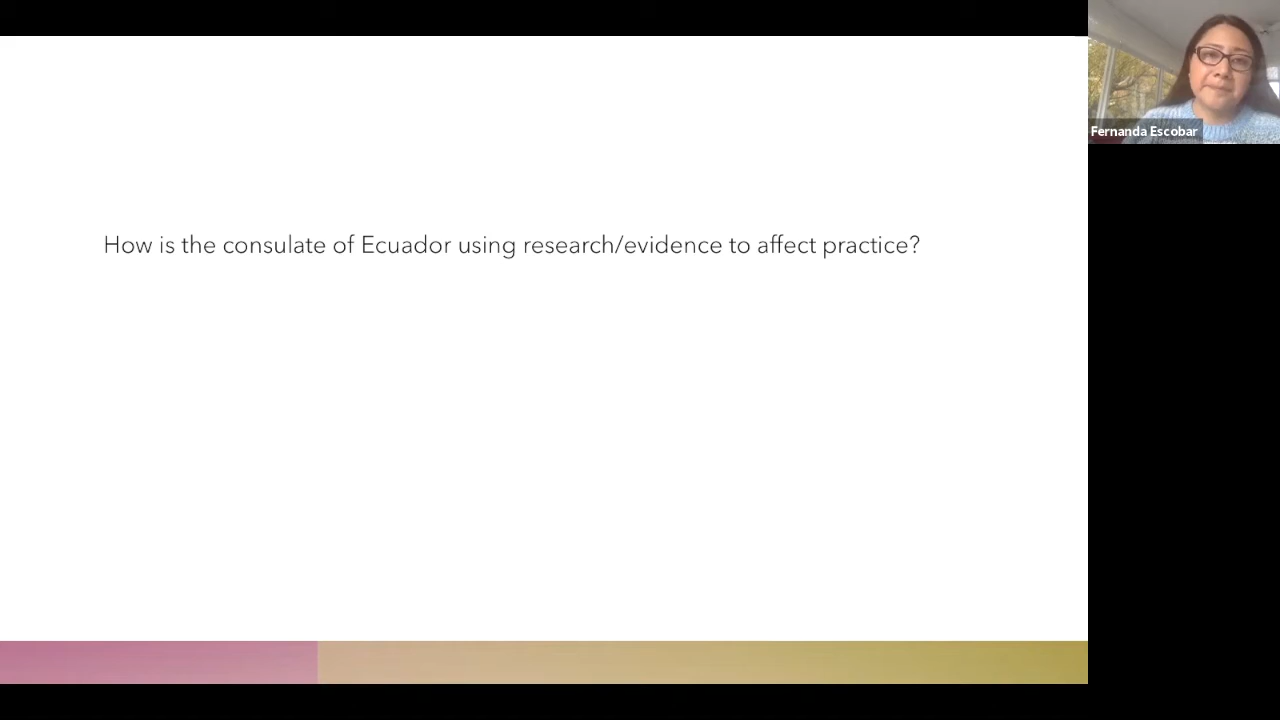 How is the consulate of Ecuador using research/evidence to affect practice?
Fernanda Escobar